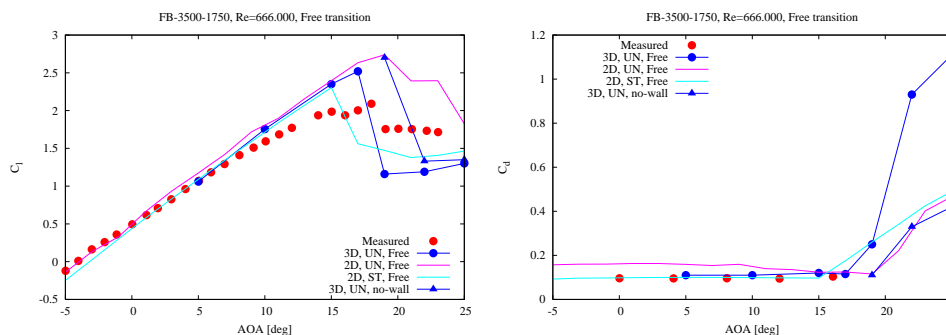 FB-3500-1750, Re=666.000, Free transition
3
2.5
2
1.5
1
0.5
0
-0.5
C_l
-5
0
5
10
15
20
25
AOA [deg]
Measured
3D, UN, Free
2D, UN, Free
2D, ST, Free
3D, UN, no-wall
FB-3500-1750, Re=666.000, Free transition
Measured
3D, UN, Free
2D, UN, Free
2D, ST, Free
3D, UN, no-wall
1.2
1
0.8
0.6
0.4
0.2
0
C_d
-5
0
5
10
15
20
25
AOA [deg]